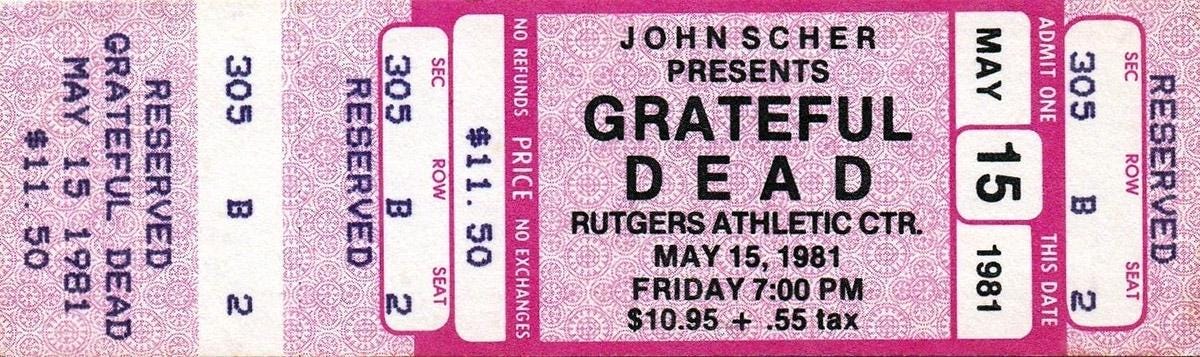 RESERVED
GRATEFUL DEAD
MAY 15 1981
$11.50
305 B 2
SEC ROW SEAT
305 B 2
RESERVED
$11.50
NO REFUNDS PRICE NO EXCHANGES
JOHN SCHER
PRESENTS
GRATEFUL
DEAD
RUTGERS ATHLETIC CTR.
MAY 15, 1981
FRIDAY 7:00 PM
$10.95 + .55 tax
MAY 15 1981
ADMIT ONE THIS DATE
SEC ROW SEAT
305 B 2
RESERVED